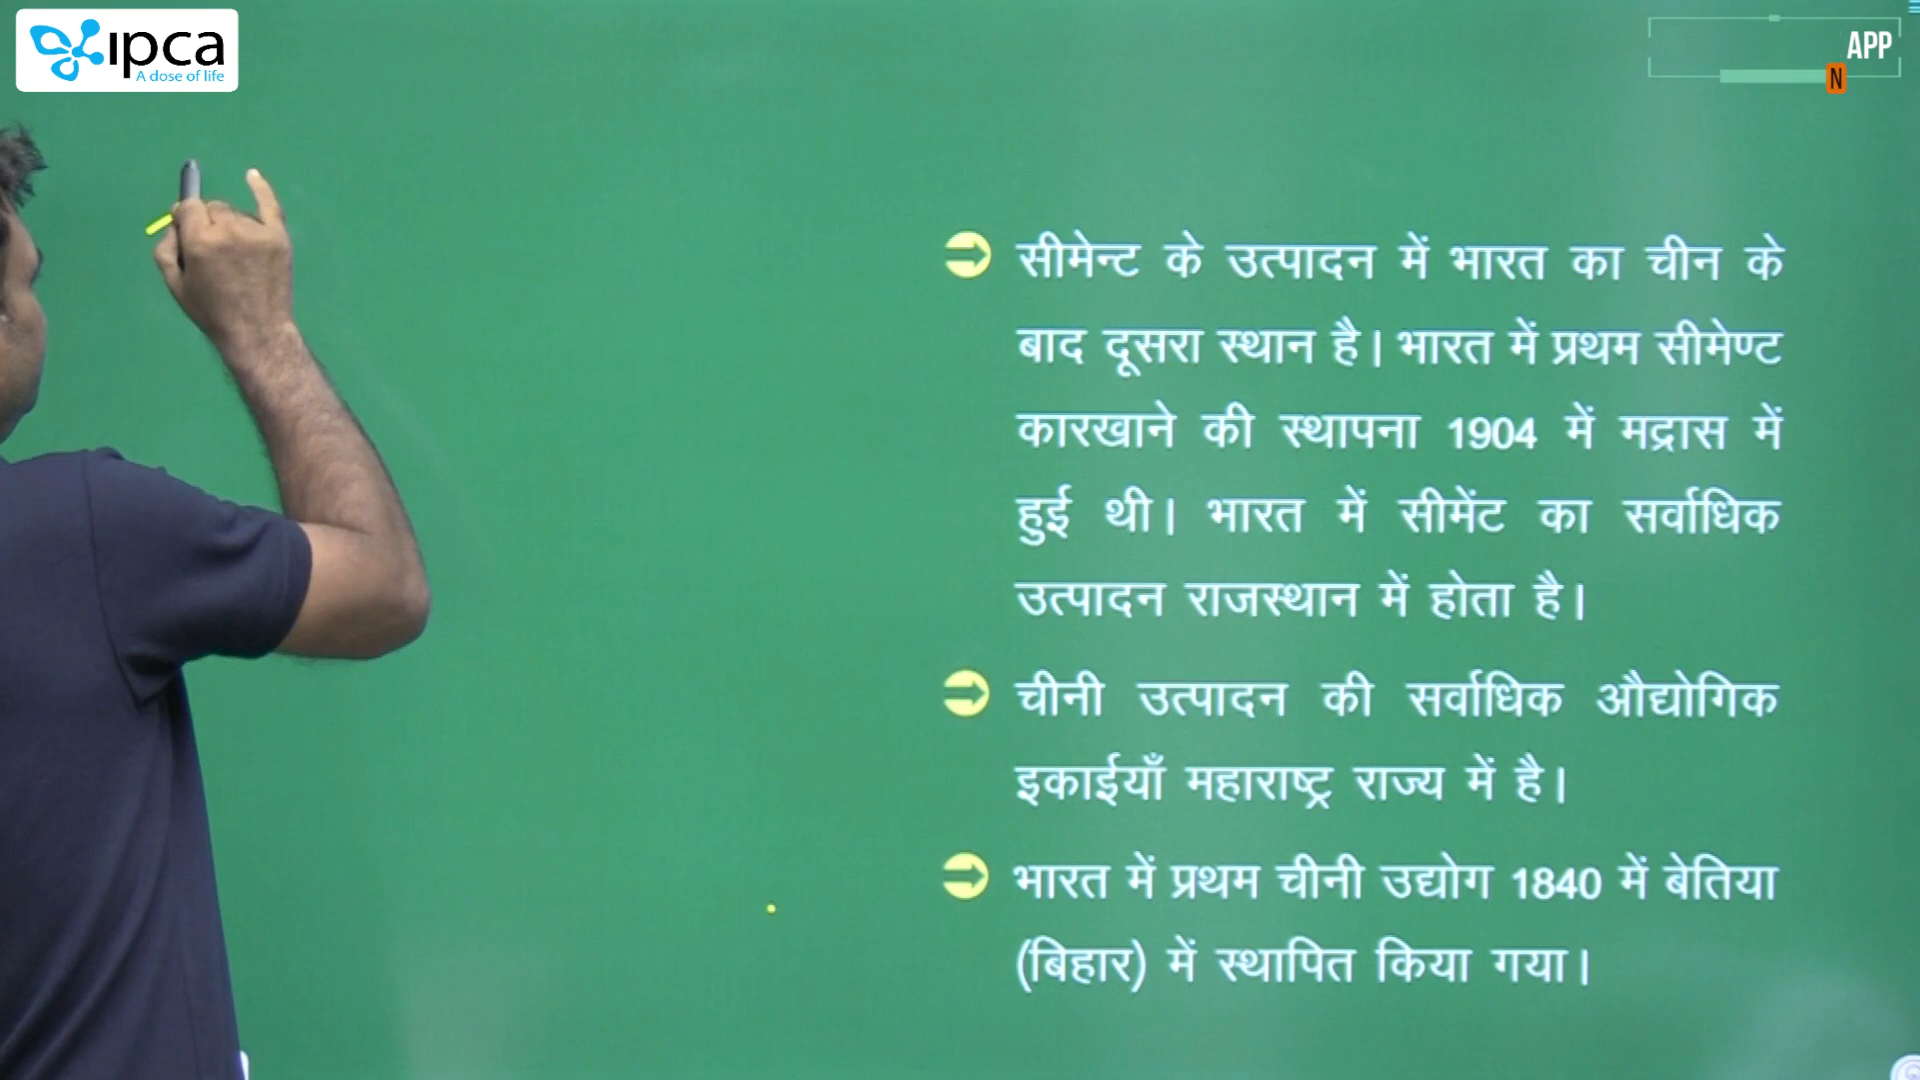 ipca
A dose of life
APP
N
सीमेन्ट के उत्पादन में भारत का चीन के
बाद दूसरा स्थान है। भारत में प्रथम सीमेण्ट
कारखाने की स्थापना 1904 में मद्रास में
हुई थी। भारत में सीमेंट का सर्वाधिक
उत्पादन राजस्थान में होता है।
चीनी उत्पादन की सर्वाधिक औद्योगिक
इकाईयाँ महाराष्ट्र राज्य में है।
भारत में प्रथम चीनी उद्योग 1840 में बेतिया
(बिहार) में स्थापित किया गया।